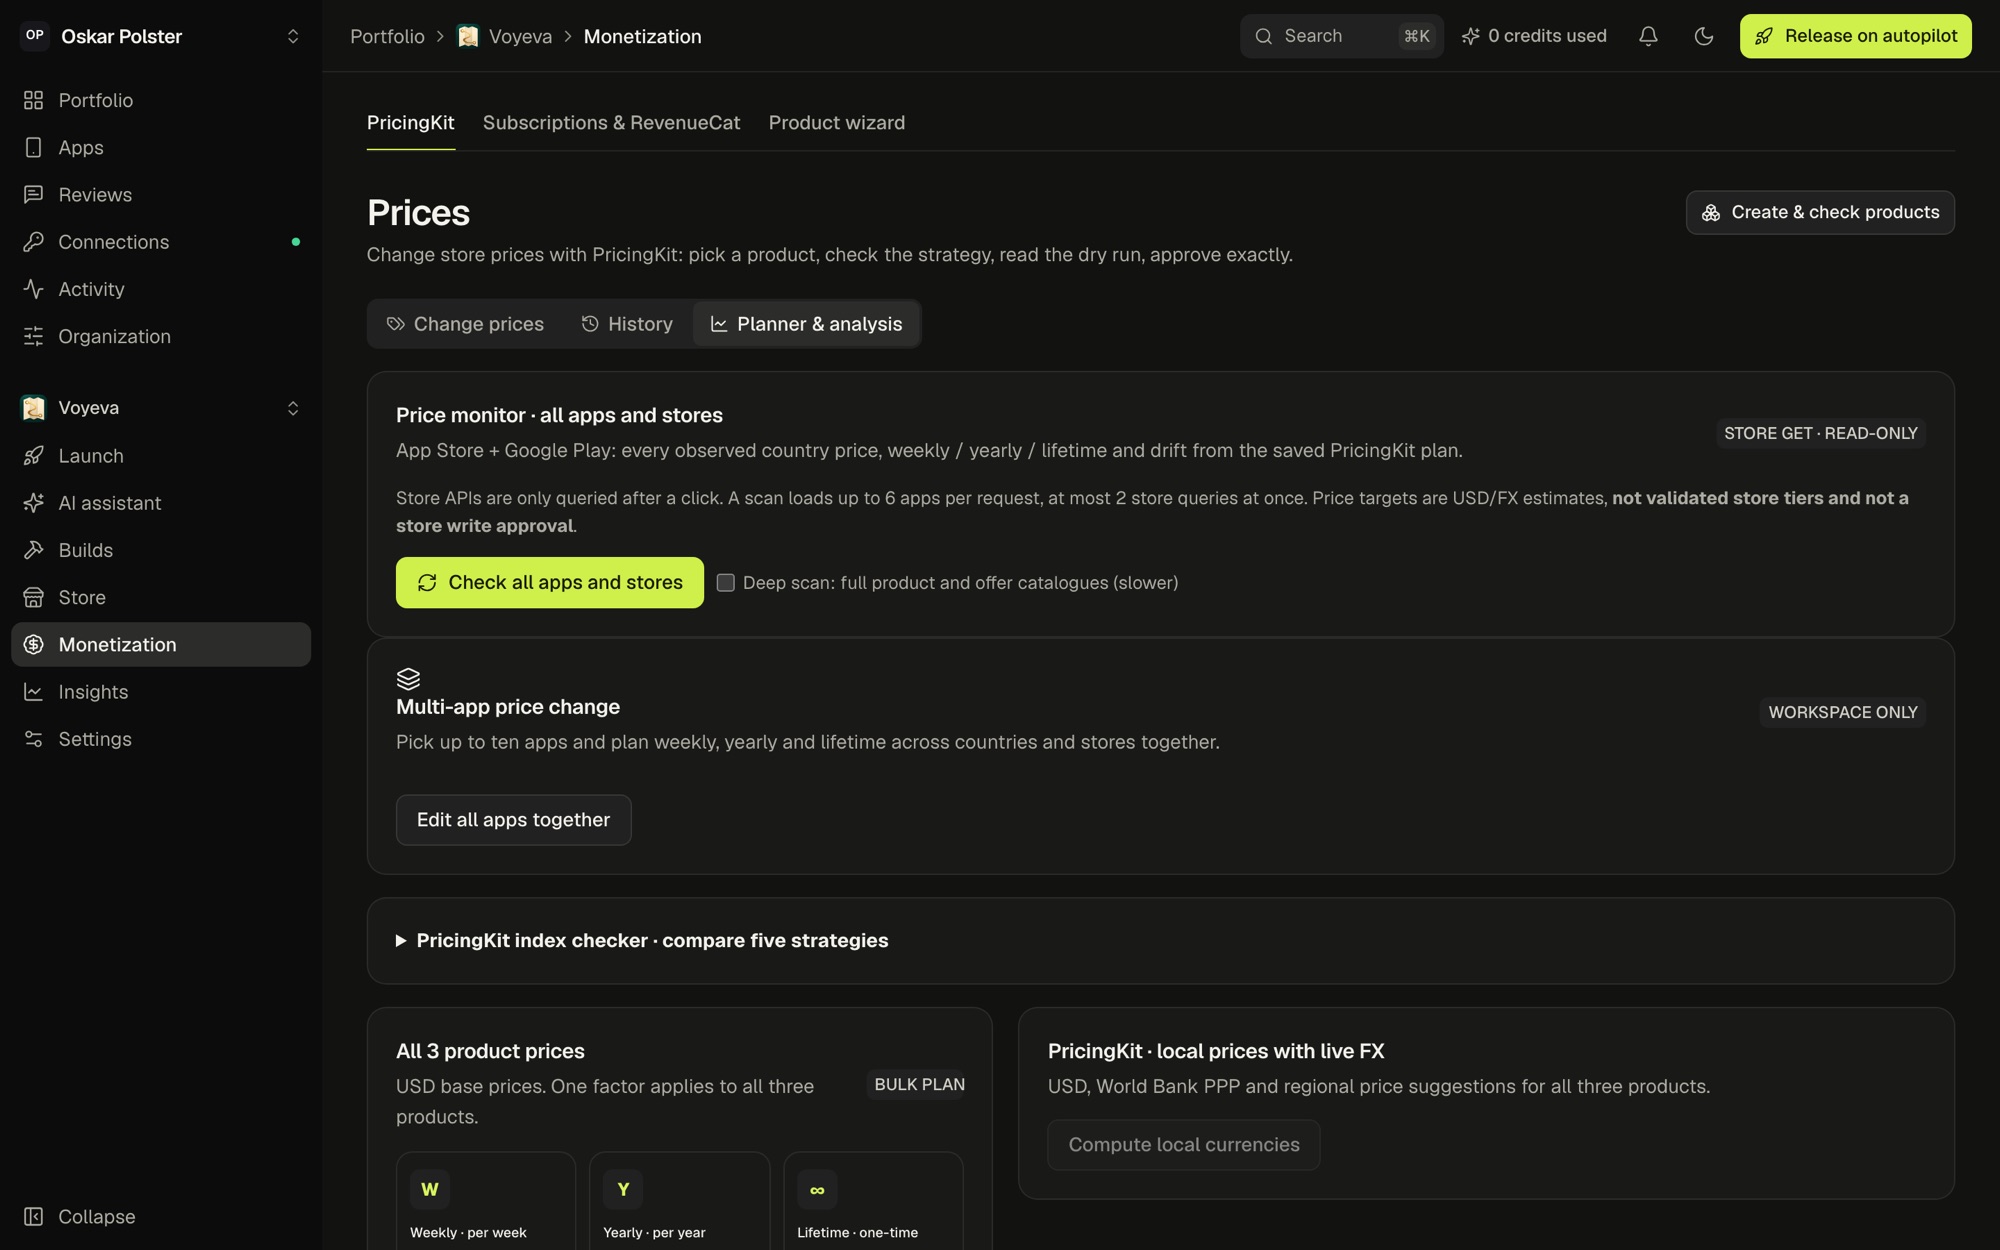 OP Oskar Polster
Portfolio
Apps
Reviews
Connections
Activity
Organization
Voyeva
Launch
AI assistant
Builds
Store
Monetization
Insights
Settings
Collapse
Portfolio > Voyeva > Monetization
Search ⌘K
0 credits used
Release on autopilot
PricingKit Subscriptions & RevenueCat Product wizard
Prices
Create & check products
Change store prices with PricingKit: pick a product, check the strategy, read the dry run, approve exactly.
Change prices History Planner & analysis
Price monitor · all apps and stores
STORE GET · READ-ONLY
App Store + Google Play: every observed country price, weekly / yearly / lifetime and drift from the saved PricingKit plan.
Store APIs are only queried after a click. A scan loads up to 6 apps per request, at most 2 store queries at once. Price targets are USD/FX estimates, not validated store tiers and not a
store write approval.
Check all apps and stores
Deep scan: full product and offer catalogues (slower)
Multi-app price change
WORKSPACE ONLY
Pick up to ten apps and plan weekly, yearly and lifetime across countries and stores together.
Edit all apps together
PricingKit index checker · compare five strategies
All 3 product prices
USD base prices. One factor applies to all three
products.
BULK PLAN
W
Weekly · per week
Y
Yearly · per year
∞
Lifetime · one-time
PricingKit · local prices with live FX
USD, World Bank PPP and regional price suggestions for all three products.
Compute local currencies